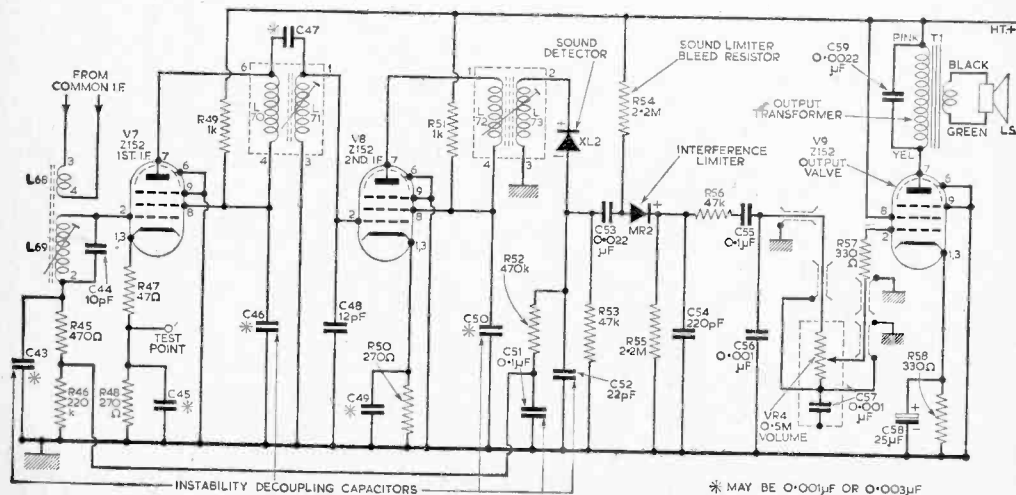 FROM
COMMON I.F.
3
4
L68
L69
2
C44
10pF
C43
*
R45
470Ω
R46
220
k
V7
Z152
1ST. I.F
7
6
9
8
2
1,3
R47
47Ω
TEST
POINT
R48
270
Ω
C45
*
R49
1k
* C47
6
1
L
70
L
71
4
3
C46
*
C48
12pF
V8
Z152
2ND. I.F
7
6
9
8
2
1,3
R50
270Ω
C49
*
R51
1k
2
L
72
L
73
4
3
C50
*
R52
470k
C51
0·1µF
SOUND
DETECTOR
XL2
C52
22pF
C53
0·022
µF
R53
47k
SOUND LIMITER
BLEED RESISTOR
R54
2·2M
INTERFERENCE
LIMITER
MR2
+
R55
2·2M
C54
220pF
R56
47k
C55
0·1µF
C56
0·001
µF
VR4
0·5M
VOLUME
C57
0·001
µF
R57
330
Ω
C59
0·0022
µF
PINK
T1
OUTPUT
TRANSFORMER
YEL
BLACK
GREEN
LS
HT.+
V9
Z152
OUTPUT
VALVE
7
6
9
8
2
1,3
R58
330Ω
+
-
C58
25µF
INSTABILITY DECOUPLING CAPACITORS
* MAY BE 0·001µF OR 0·003µF